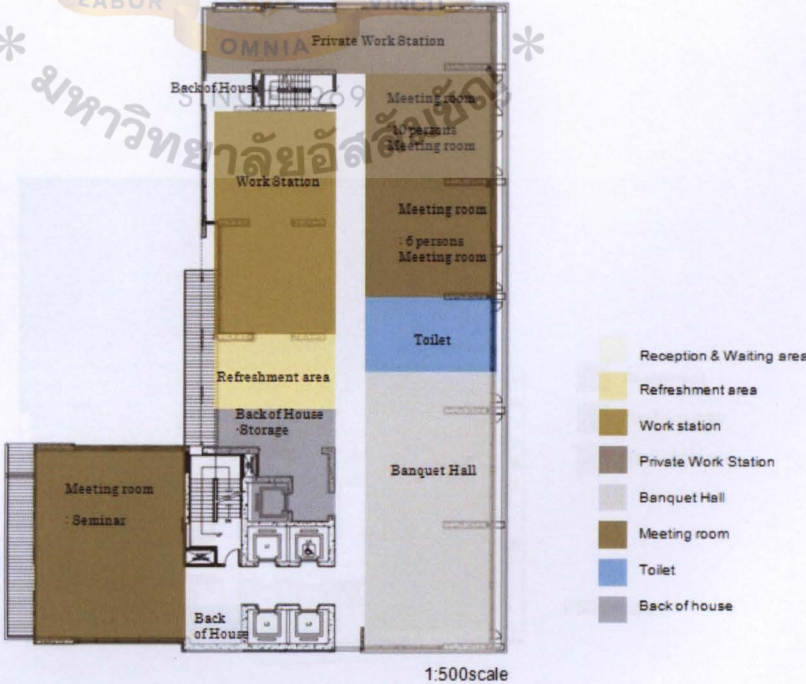 LABOR
VINCIT
OMNIA
Private Work Station
Back of House
SINCE 1969
มหาวิทยาลัยอัสสัมชัญ
Meeting room
:10 persons
Meeting room
Work Station
Meeting room
: 6 persons
Meeting room
Toilet
Refreshment area
Back of House
·Storage
Banquet Hall
Meeting room
: Seminar
Back
of House
1:500scale
Reception & Waiting area
Refreshment area
Work station
Private Work Station
Banquet Hall
Meeting room
Toilet
Back of house